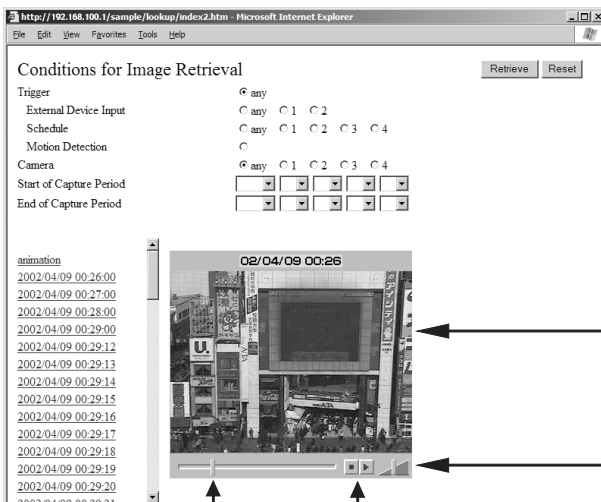 http://192.168.100.1/sample/lookup/index2.htm - Microsoft Internet Explorer
File Edit View Favorites Tools Help
Conditions for Image Retrieval
Retrieve Reset
Trigger any
External Device Input any 1 2
Schedule any 1 2 3 4
Motion Detection
Camera any 1 2 3 4
Start of Capture Period
End of Capture Period
animation
2002/04/09 00:26:00
2002/04/09 00:27:00
2002/04/09 00:28:00
2002/04/09 00:29:00
2002/04/09 00:29:12
2002/04/09 00:29:13
2002/04/09 00:29:14
2002/04/09 00:29:15
2002/04/09 00:29:16
2002/04/09 00:29:17
2002/04/09 00:29:18
2002/04/09 00:29:19
2002/04/09 00:29:20
02/04/09 00:26
ALTA